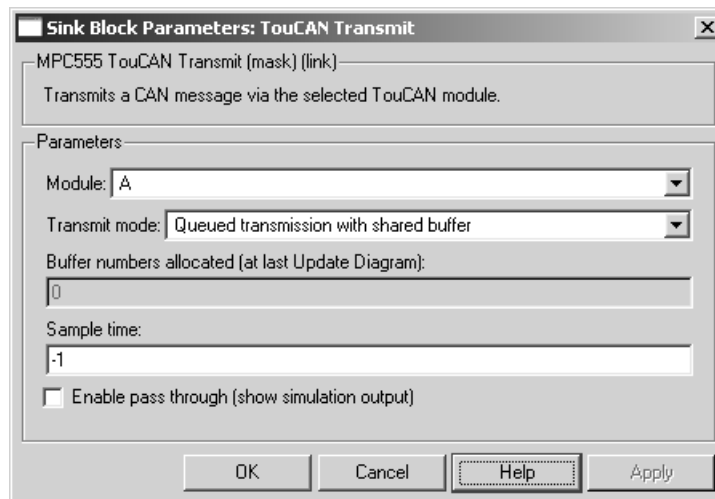 Sink Block Parameters: TouCAN Transmit
MPC555 TouCAN Transmit (mask) (link)
Transmits a CAN message via the selected TouCAN module.
Parameters
Module: A
Transmit mode: Queued transmission with shared buffer
Buffer numbers allocated (at last Update Diagram):
0
Sample time:
-1
Enable pass through (show simulation output)
OK Cancel Help Apply